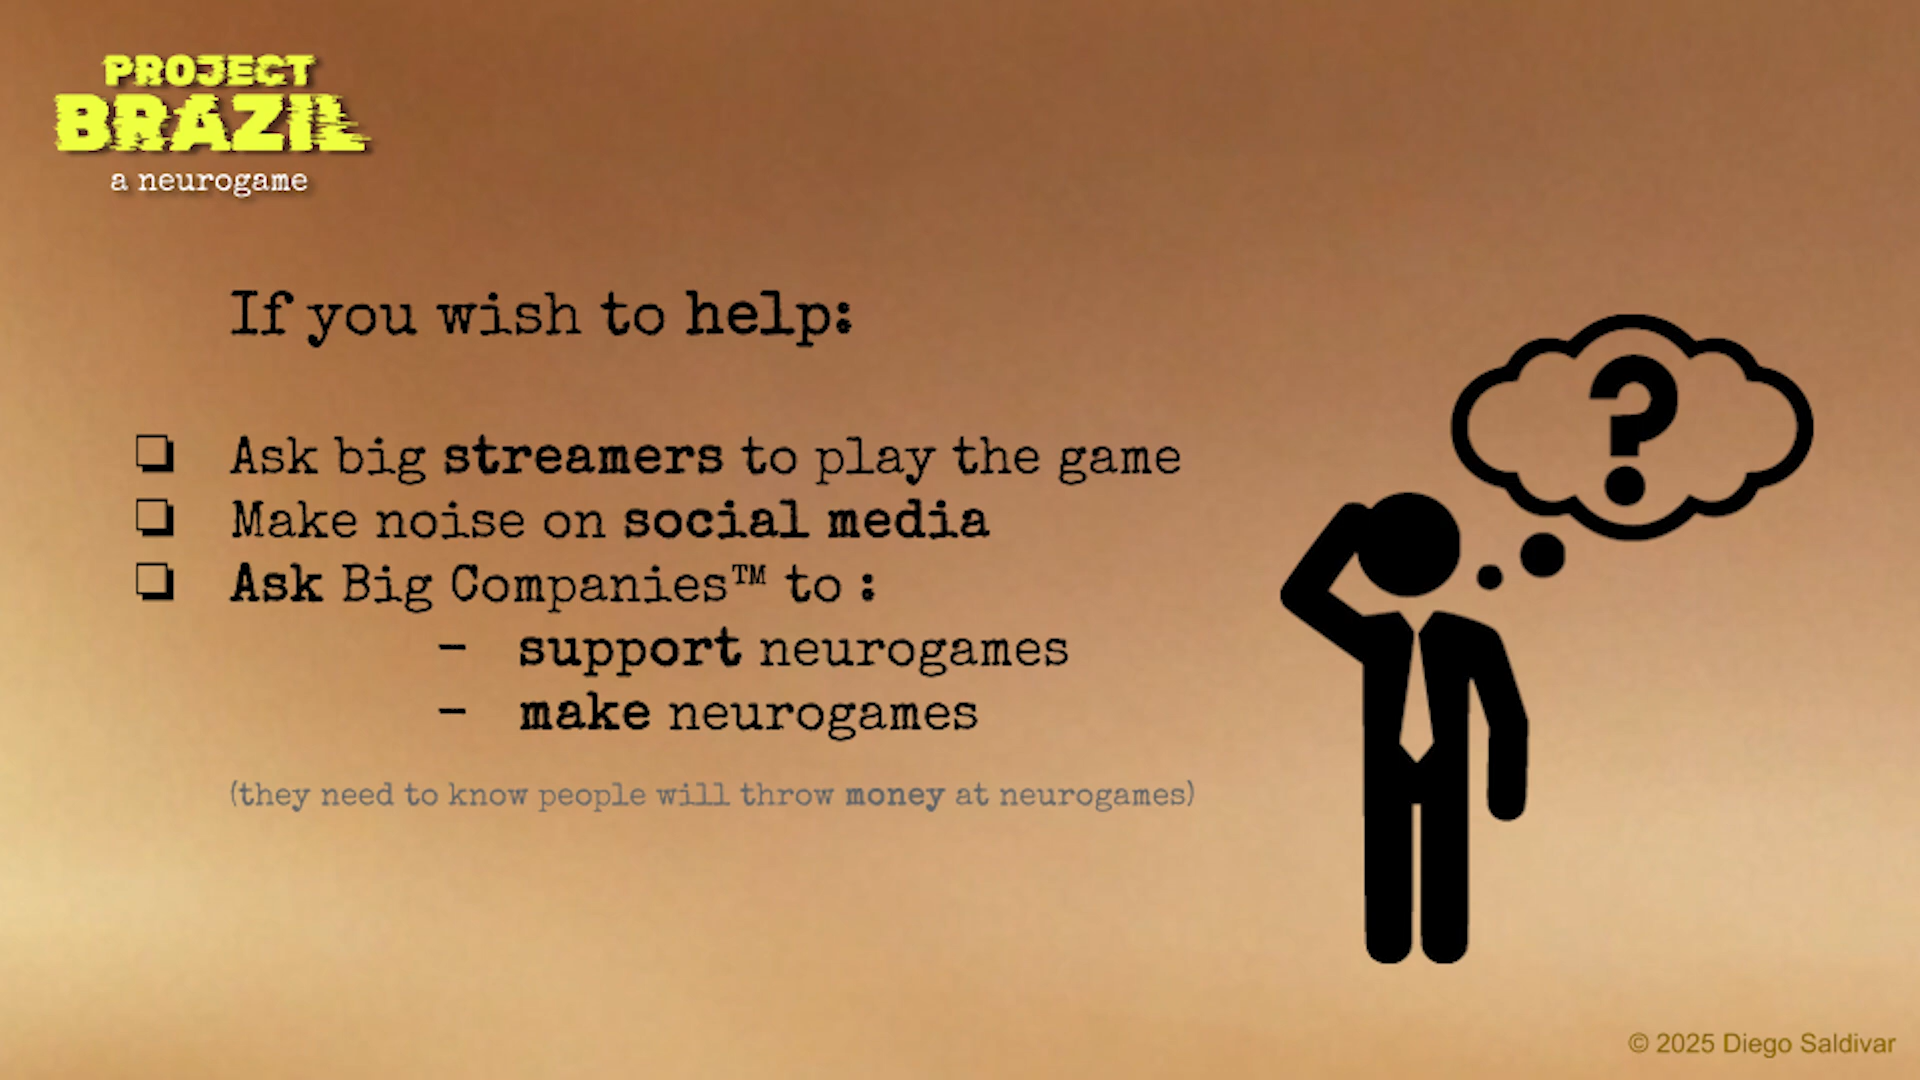 PROJECT
BRAZIL
a neurogame
If you wish to help:
❏ Ask big streamers to play the game
❏ Make noise on social media
❏ Ask Big Companies™ to :
– support neurogames
– make neurogames
(they need to know people will throw money at neurogames)
?
© 2025 Diego Saldivar